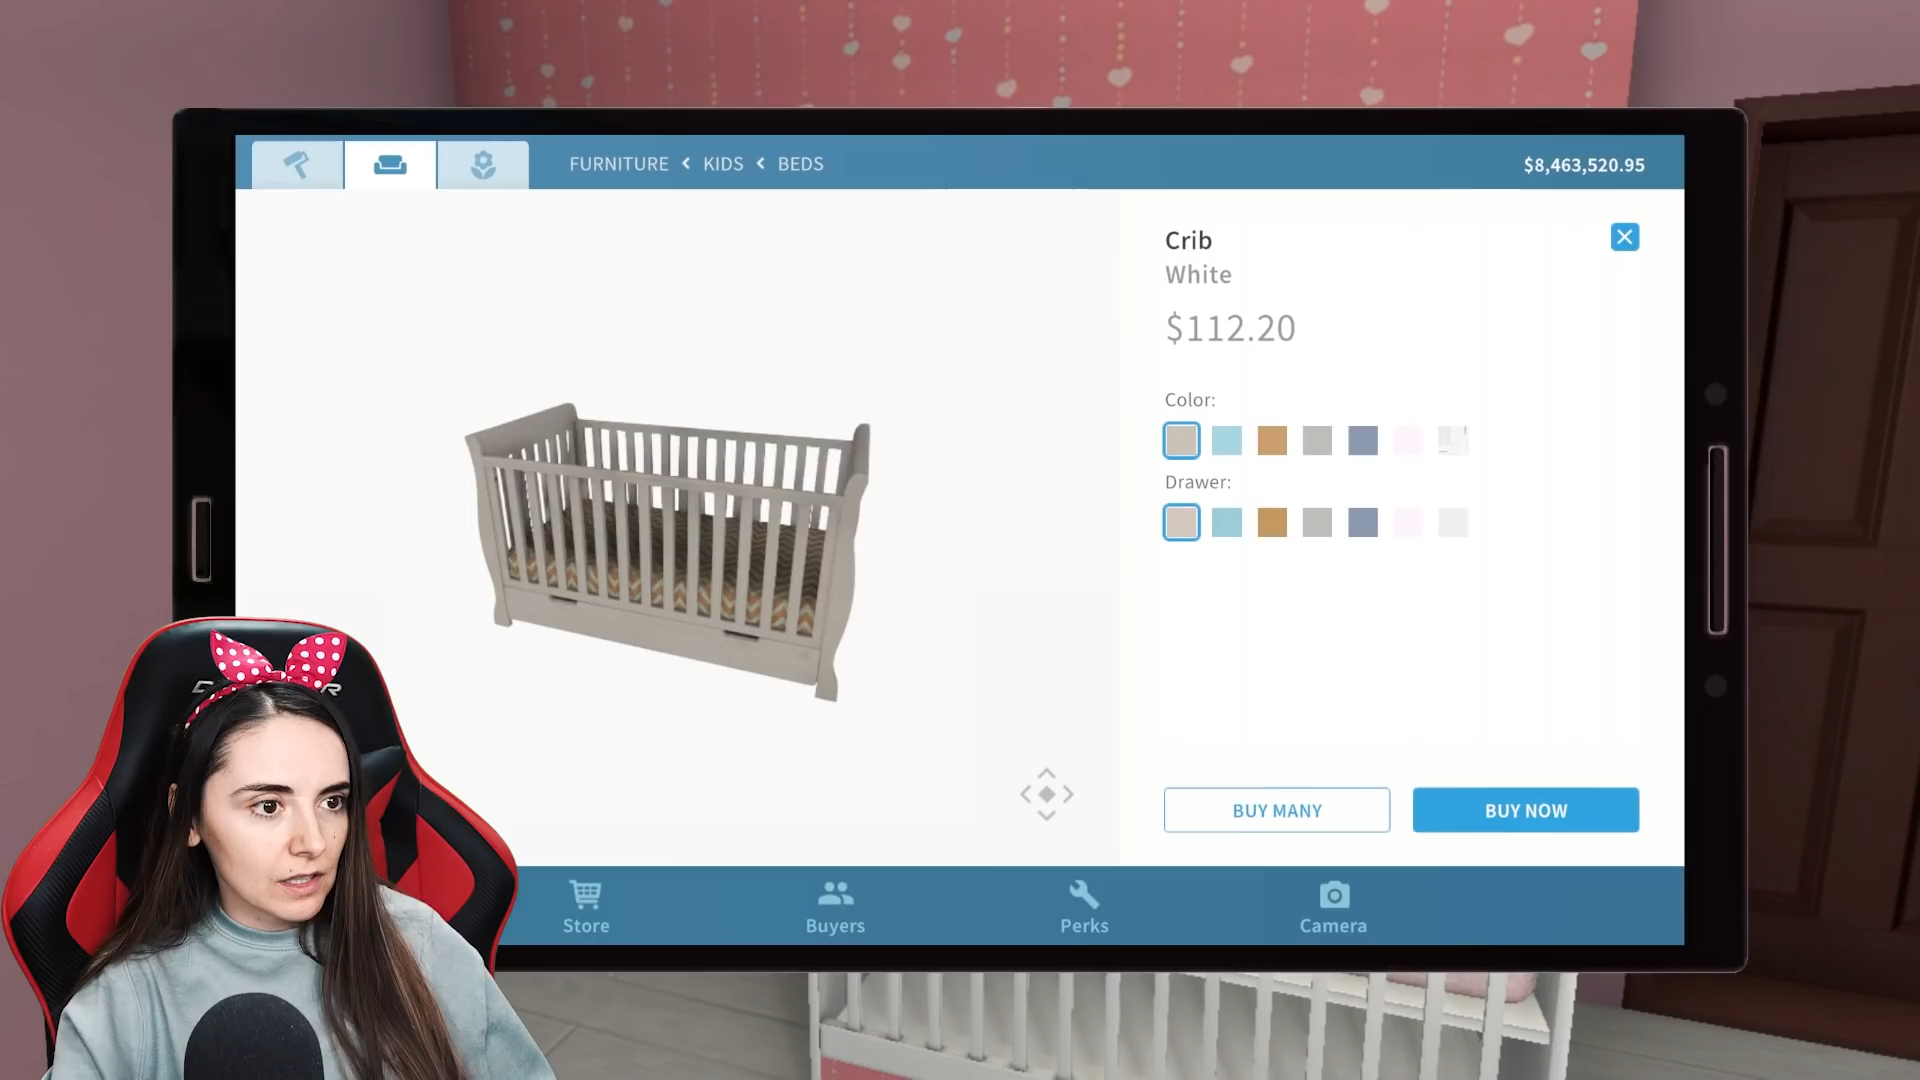 FURNITURE < KIDS < BEDS
$8,463,520.95
Crib
White
$112.20
Color:
Drawer:
BUY MANY
BUY NOW
Store
Buyers
Perks
Camera